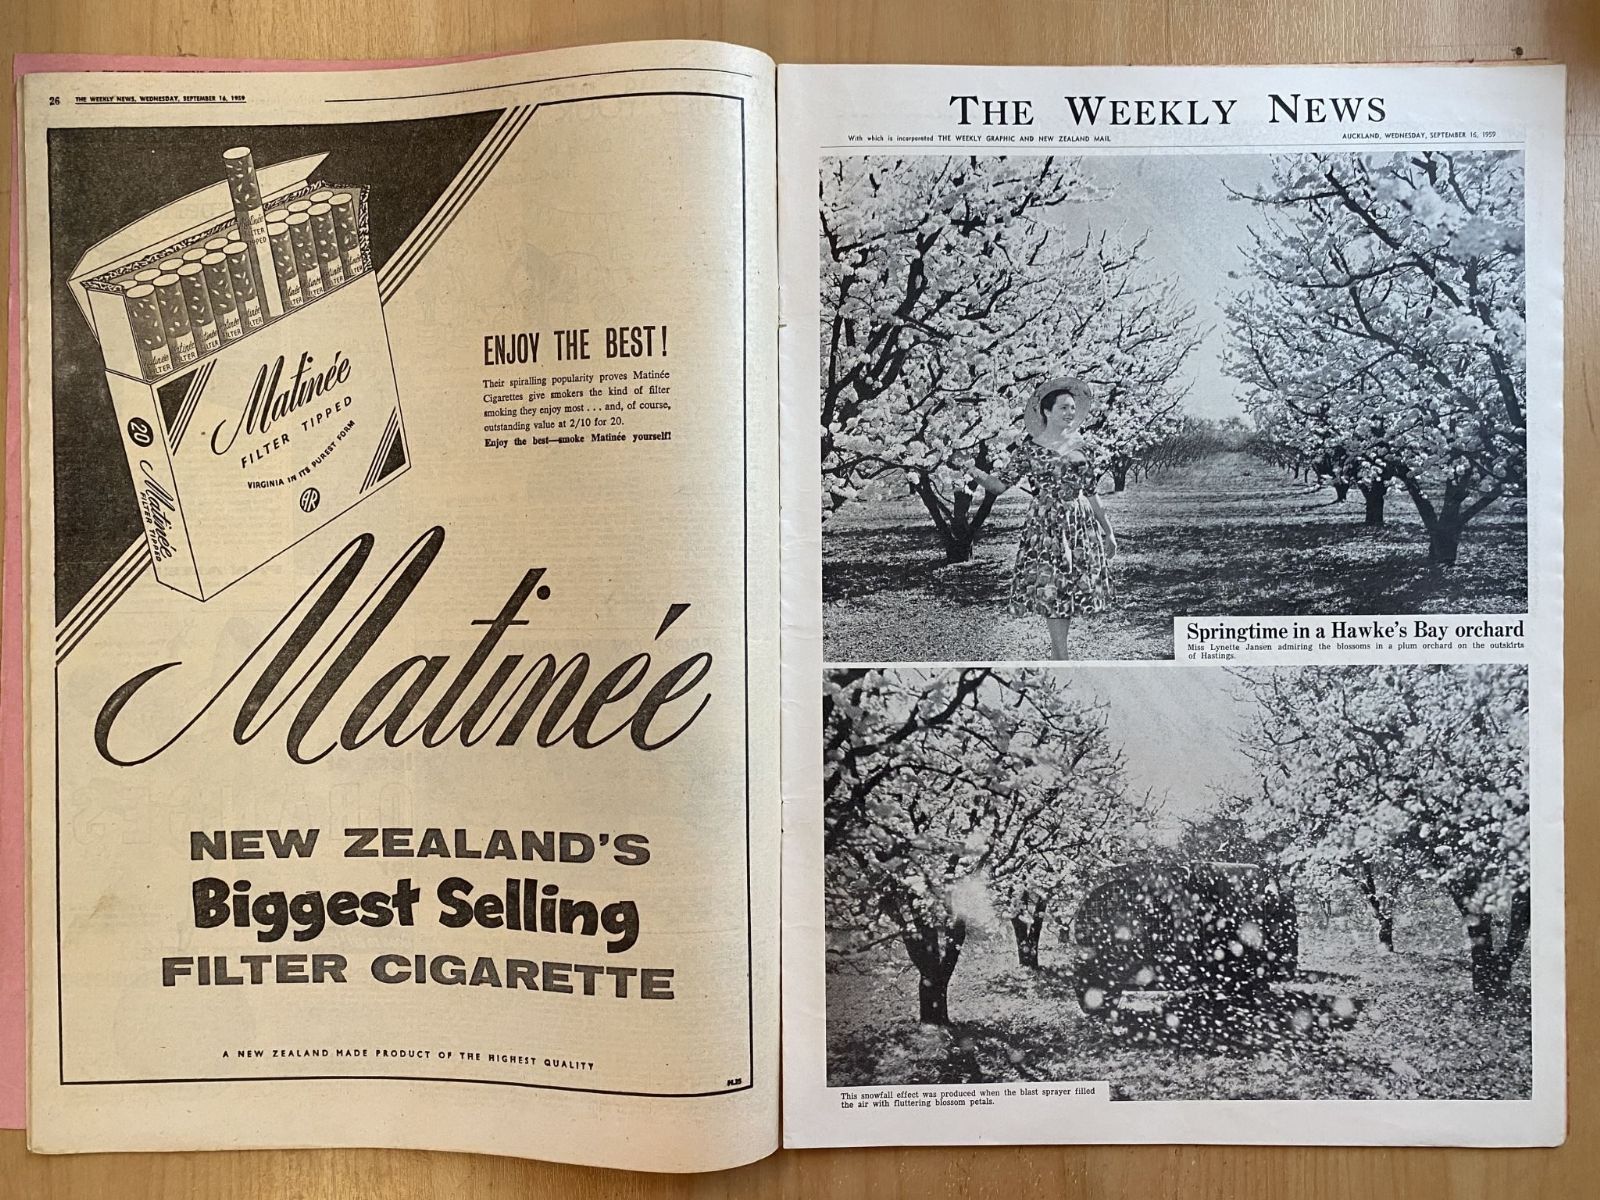 26 THE WEEKLY NEWS, WEDNESDAY, SEPTEMBER 16, 1959
Matinée
FILTER TIPPED
VIRGINIA IN ITS PUREST FORM
20
Matinée
FILTER TIPPED
ENJOY THE BEST!
Their spiralling popularity proves Matinée
Cigarettes give smokers the kind of filter
smoking they enjoy most . . . and, of course,
outstanding value at 2/10 for 20.
Enjoy the best—smoke Matinée yourself!
Matinée
NEW ZEALAND'S
Biggest Selling
FILTER CIGARETTE
A NEW ZEALAND MADE PRODUCT OF THE HIGHEST QUALITY
THE WEEKLY NEWS
With which is incorporated THE WEEKLY GRAPHIC AND NEW ZEALAND MAIL
AUCKLAND, WEDNESDAY, SEPTEMBER 16, 1959
Springtime in a Hawke's Bay orchard
Miss Lynette Jansen admiring the blossoms in a plum orchard on the outskirts
of Hastings.
This snowfall effect was produced when the blast sprayer filled
the air with fluttering blossom petals.